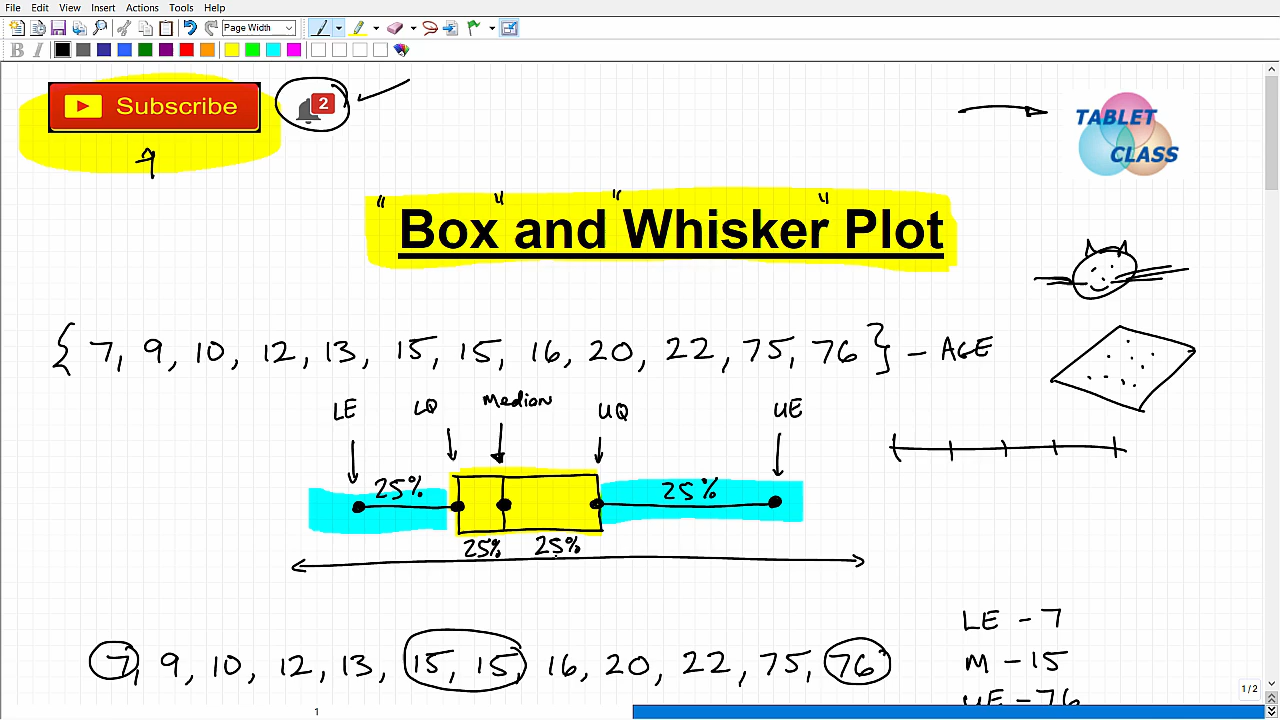 File Edit View Insert Actions Tools Help
Page Width
B I
Subscribe
2
TABLET
CLASS
" Box " and " Whisker " Plot
{ 7, 9, 10, 12, 13, 15, 15, 16, 20, 22, 75, 76 } - AGE
LE LQ Median UQ UE
25% 25%
25% 25%
LE - 7
7, 9, 10, 12, 13, 15, 15, 16, 20, 22, 75, 76
M - 15
UE - 76
1/2
1